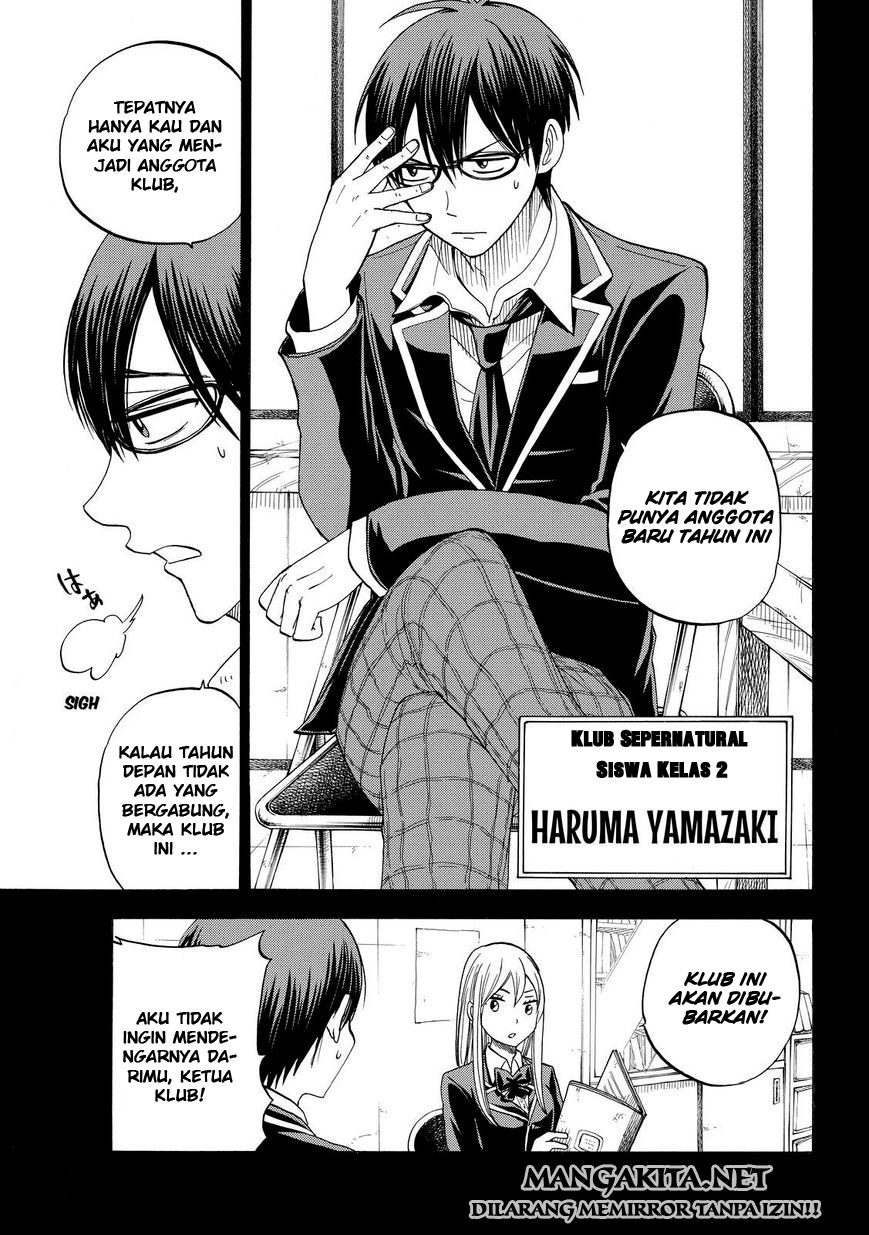 KITA TIDAK
PUNYA ANGGOTA
BARU TAHUN INI
KLUB SEPERNATURAL
SISWA KELAS 2
HARUMA YAMAZAKI
TEPATNYA
HANYA KAU DAN
AKU YANG MEN-
JADI ANGGOTA
KLUB,
はぁ
SIGH
KALAU TAHUN
DEPAN TIDAK
ADA YANG
BERGABUNG,
MAKA KLUB
INI ...
KLUB INI
AKAN DIBU-
BARKAN!
AKU TIDAK
INGIN MENDE-
NGARNYA DA-
RIMU, KETUA
KLUB!
MANGAKITA.NET
DILARANG MEMIRROR TANPA IZIN!!